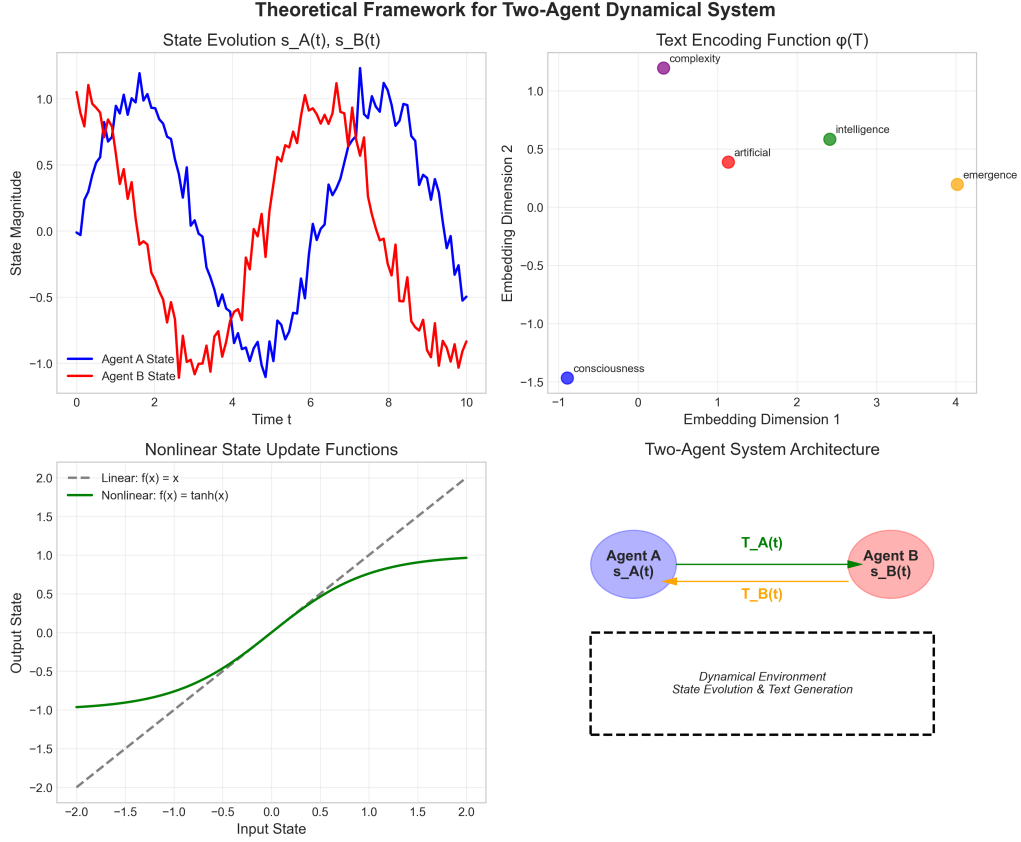 Theoretical Framework for Two-Agent Dynamical System
State Evolution s_A(t), s_B(t)
State Magnitude
1.0
0.5
0.0
−0.5
−1.0
Agent A State
Agent B State
0 2 4 6 8 10
Time t
Text Encoding Function φ(T)
Embedding Dimension 2
1.0
0.5
0.0
−0.5
−1.0
−1.5
complexity
intelligence
artificial
emergence
consciousness
−1 0 1 2 3 4
Embedding Dimension 1
Nonlinear State Update Functions
Output State
2.0
1.5
1.0
0.5
0.0
−0.5
−1.0
−1.5
−2.0
Linear: f(x) = x
Nonlinear: f(x) = tanh(x)
−2.0 −1.5 −1.0 −0.5 0.0 0.5 1.0 1.5 2.0
Input State
Two-Agent System Architecture
Agent A
s_A(t)
T_A(t)
T_B(t)
Agent B
s_B(t)
Dynamical Environment
State Evolution & Text Generation